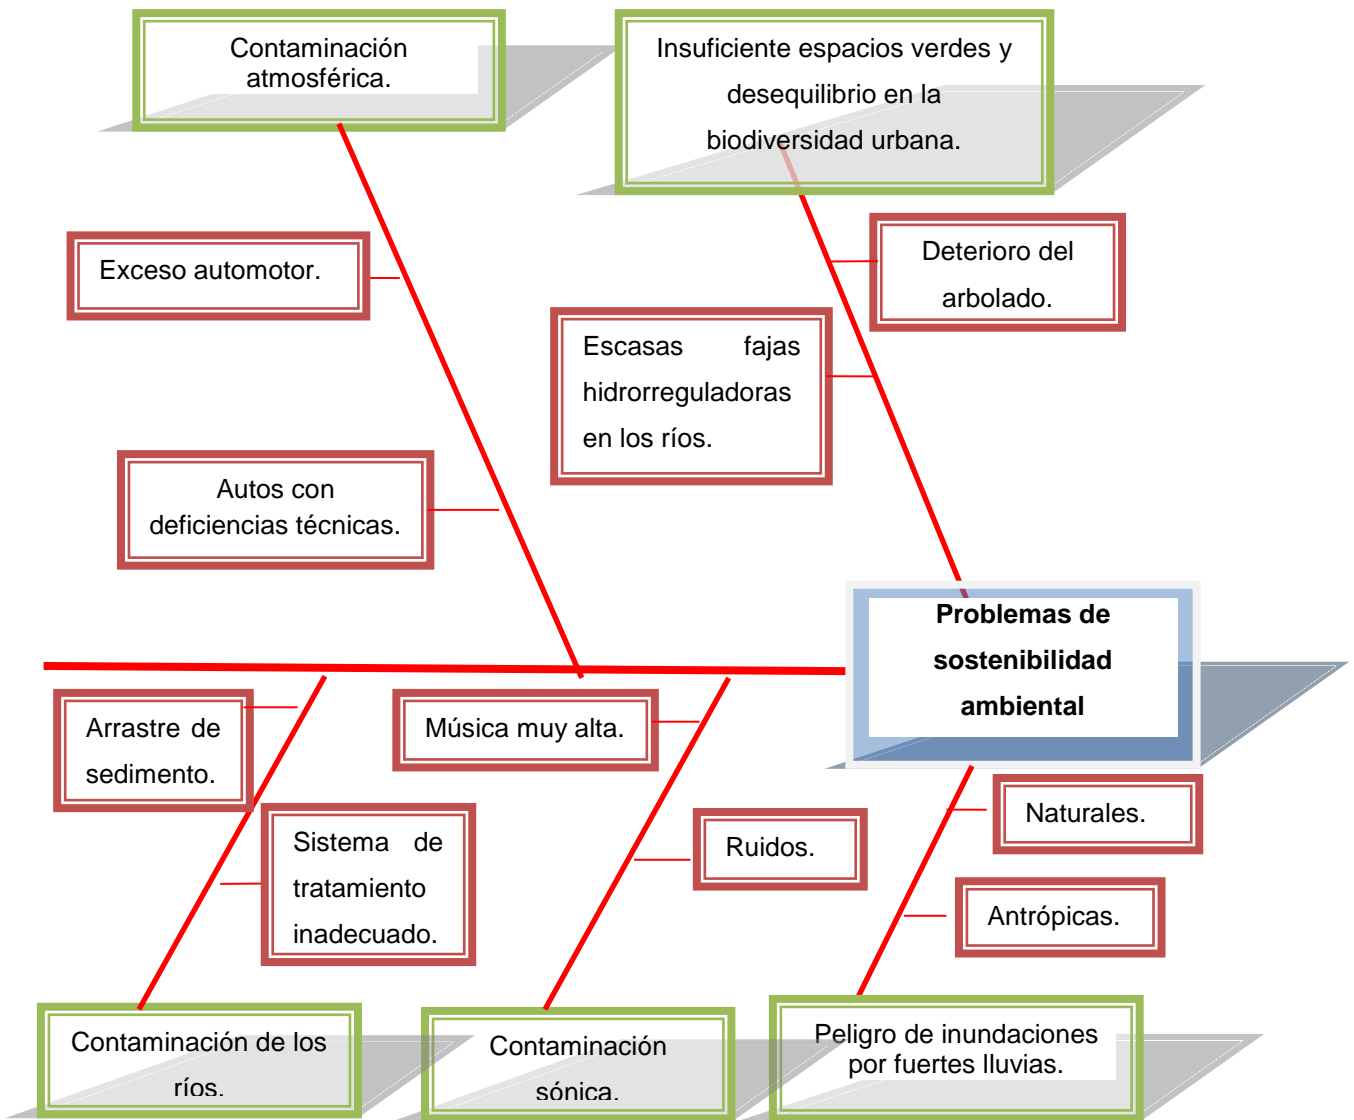 Contaminación
atmosférica.
Insuficiente espacios verdes y
desequilibrio en la
biodiversidad urbana.
Exceso automotor.
Deterioro del
arbolado.
Escasas fajas
hidrorreguladoras
en los ríos.
Autos con
deficiencias técnicas.
Problemas de
sostenibilidad
ambiental
Arrastre de
sedimento.
Música muy alta.
Naturales.
Sistema de
tratamiento
inadecuado.
Ruidos.
Antrópicas.
Contaminación de los
ríos.
Contaminación
sónica.
Peligro de inundaciones
por fuertes lluvias.